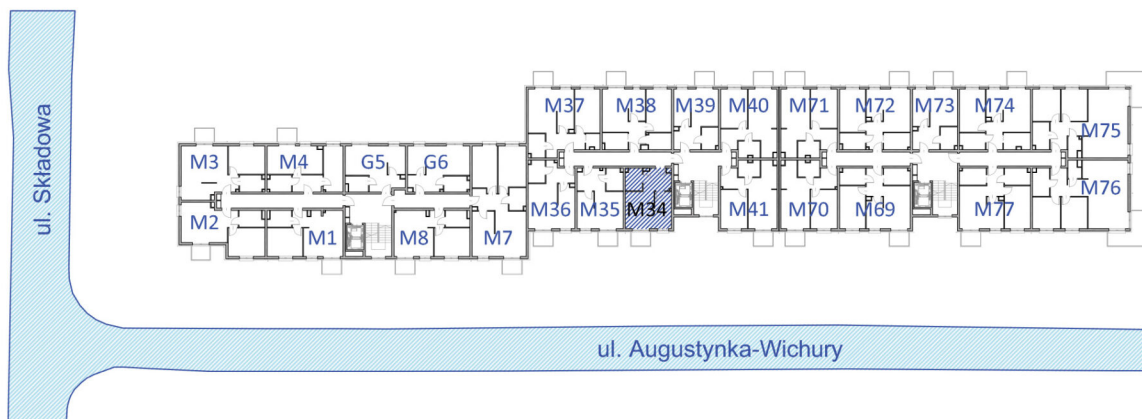 ul. Składowa
M37
M38
M39
M40
M71
M72
M73
M74
M75
M3
M4
G5
G6
M76
M2
M1
M8
M7
M36
M35
M34
M41
M70
M69
M77
ul. Augustynka-Wichury